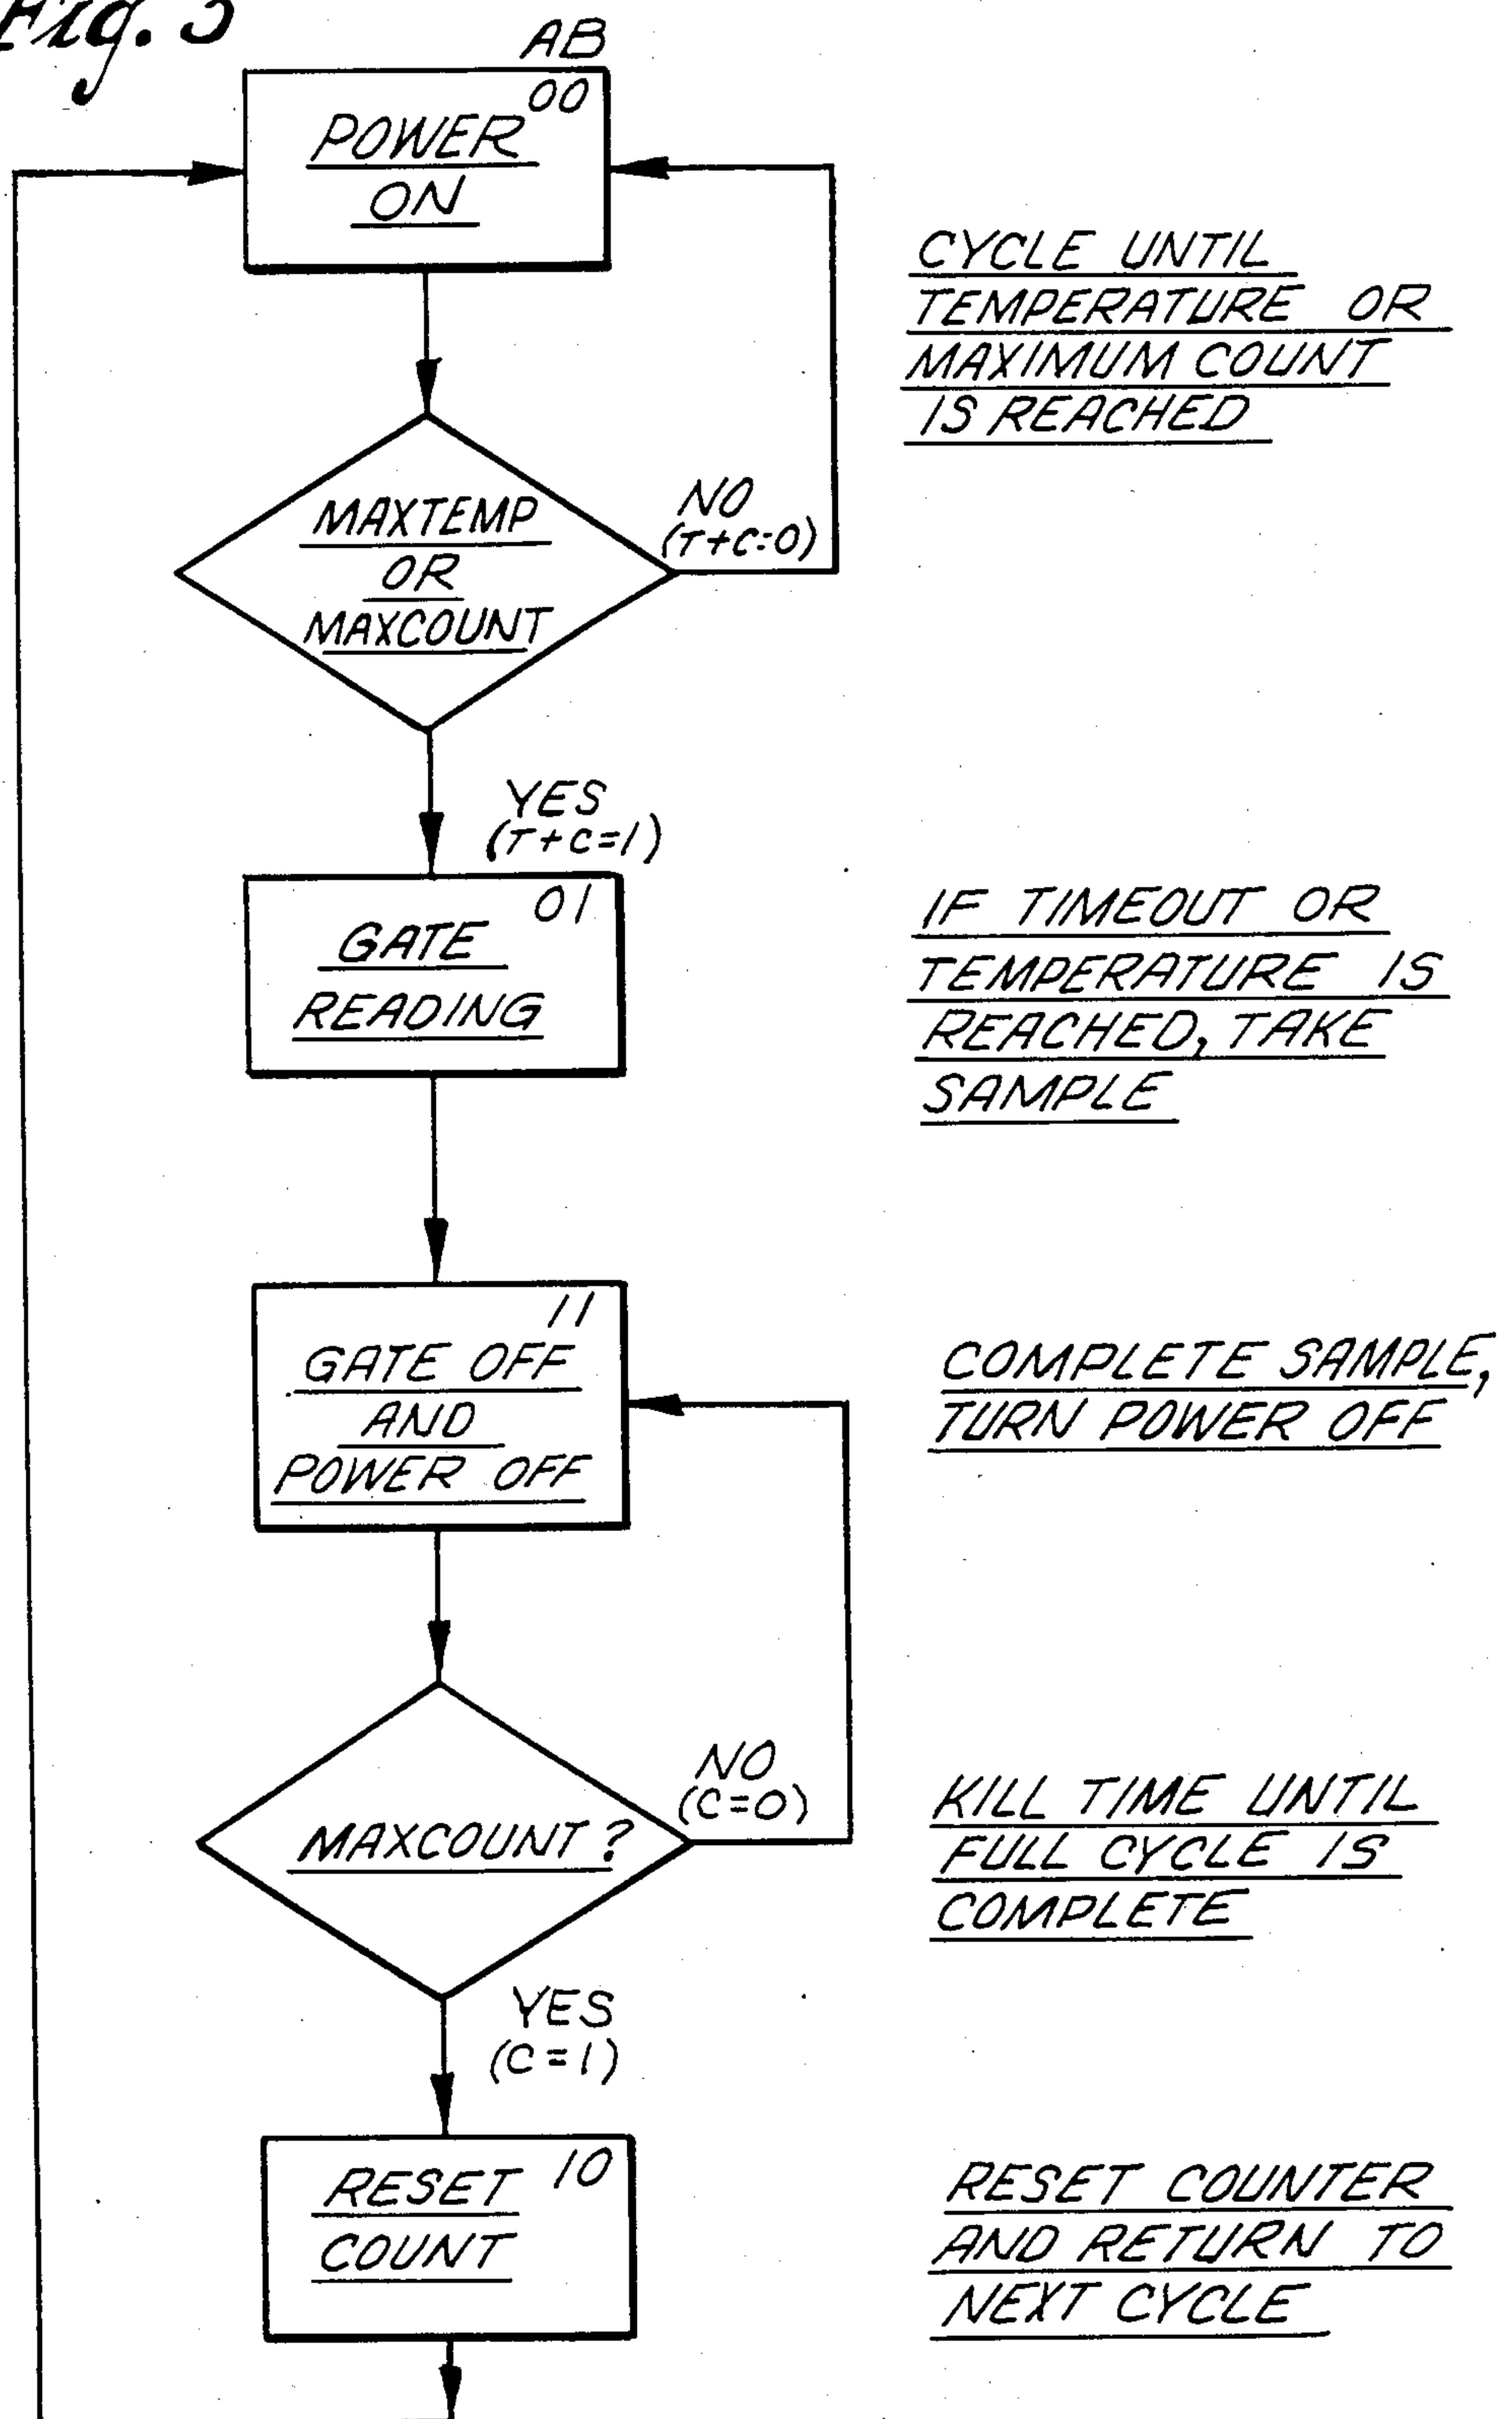 Fig. 3
AB
00
POWER
ON
CYCLE UNTIL
TEMPERATURE OR
MAXIMUM COUNT
IS REACHED
MAXTEMP
OR
MAXCOUNT
NO
(T+C=0)
YES
(T+C=1)
01
GATE
READING
IF TIMEOUT OR
TEMPERATURE IS
REACHED, TAKE
SAMPLE
11
GATE OFF
AND
POWER OFF
COMPLETE SAMPLE,
TURN POWER OFF
MAXCOUNT?
NO
(C=0)
KILL TIME UNTIL
FULL CYCLE IS
COMPLETE
YES
(C=1)
10
RESET
COUNT
RESET COUNTER
AND RETURN TO
NEXT CYCLE